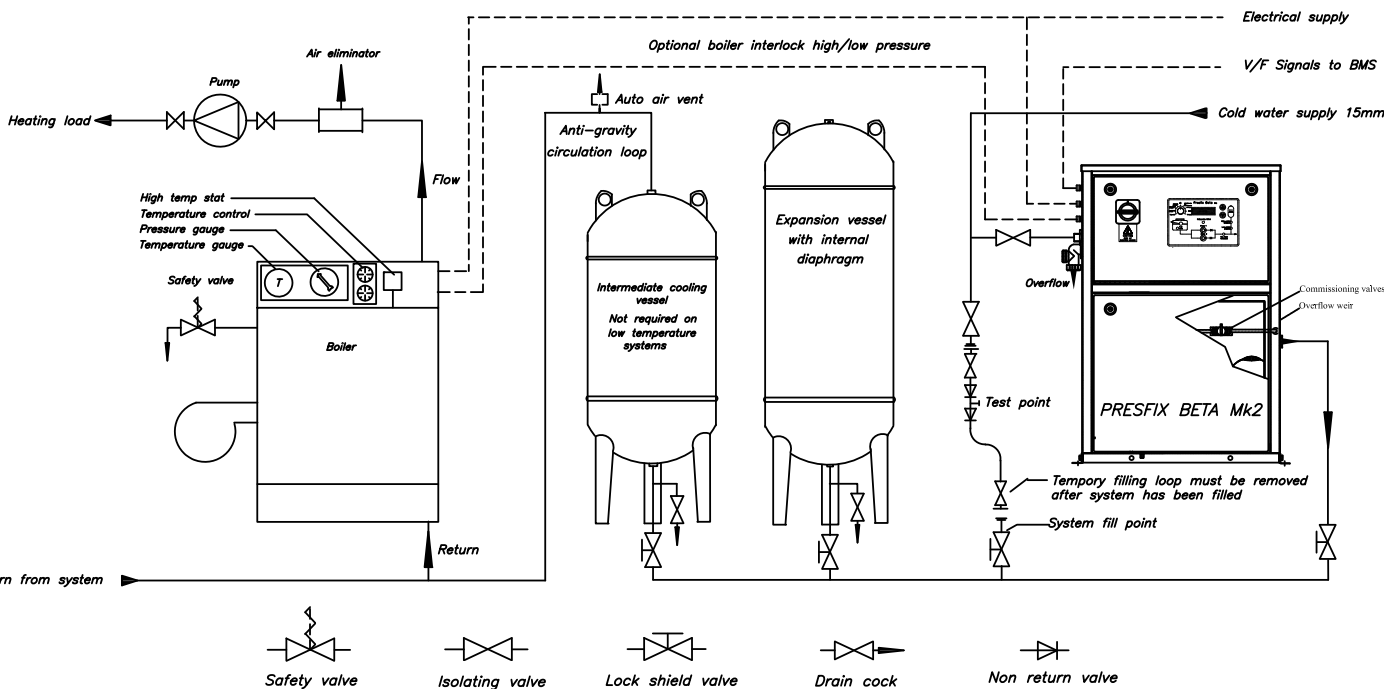 Electrical supply
Optional boiler interlock high/low pressure
Air eliminator
V/F Signals to BMS
Pump
Auto air vent
Heating load
Cold water supply 15mm
Anti-gravity
circulation loop
Flow
High temp stat
Temperature control
Pressure gauge
Temperature gauge
Expansion vessel
with internal
diaphragm
Safety valve
T
Overflow
Intermediate cooling
vessel
Not required on
low temperature
systems
Commissioning valves
Overflow weir
Boiler
Test point
PRESFIX BETA Mk2
Tempory filling loop must be removed
after system has been filled
System fill point
Return
rn from system
Safety valve
Isolating valve
Lock shield valve
Drain cock
Non return valve